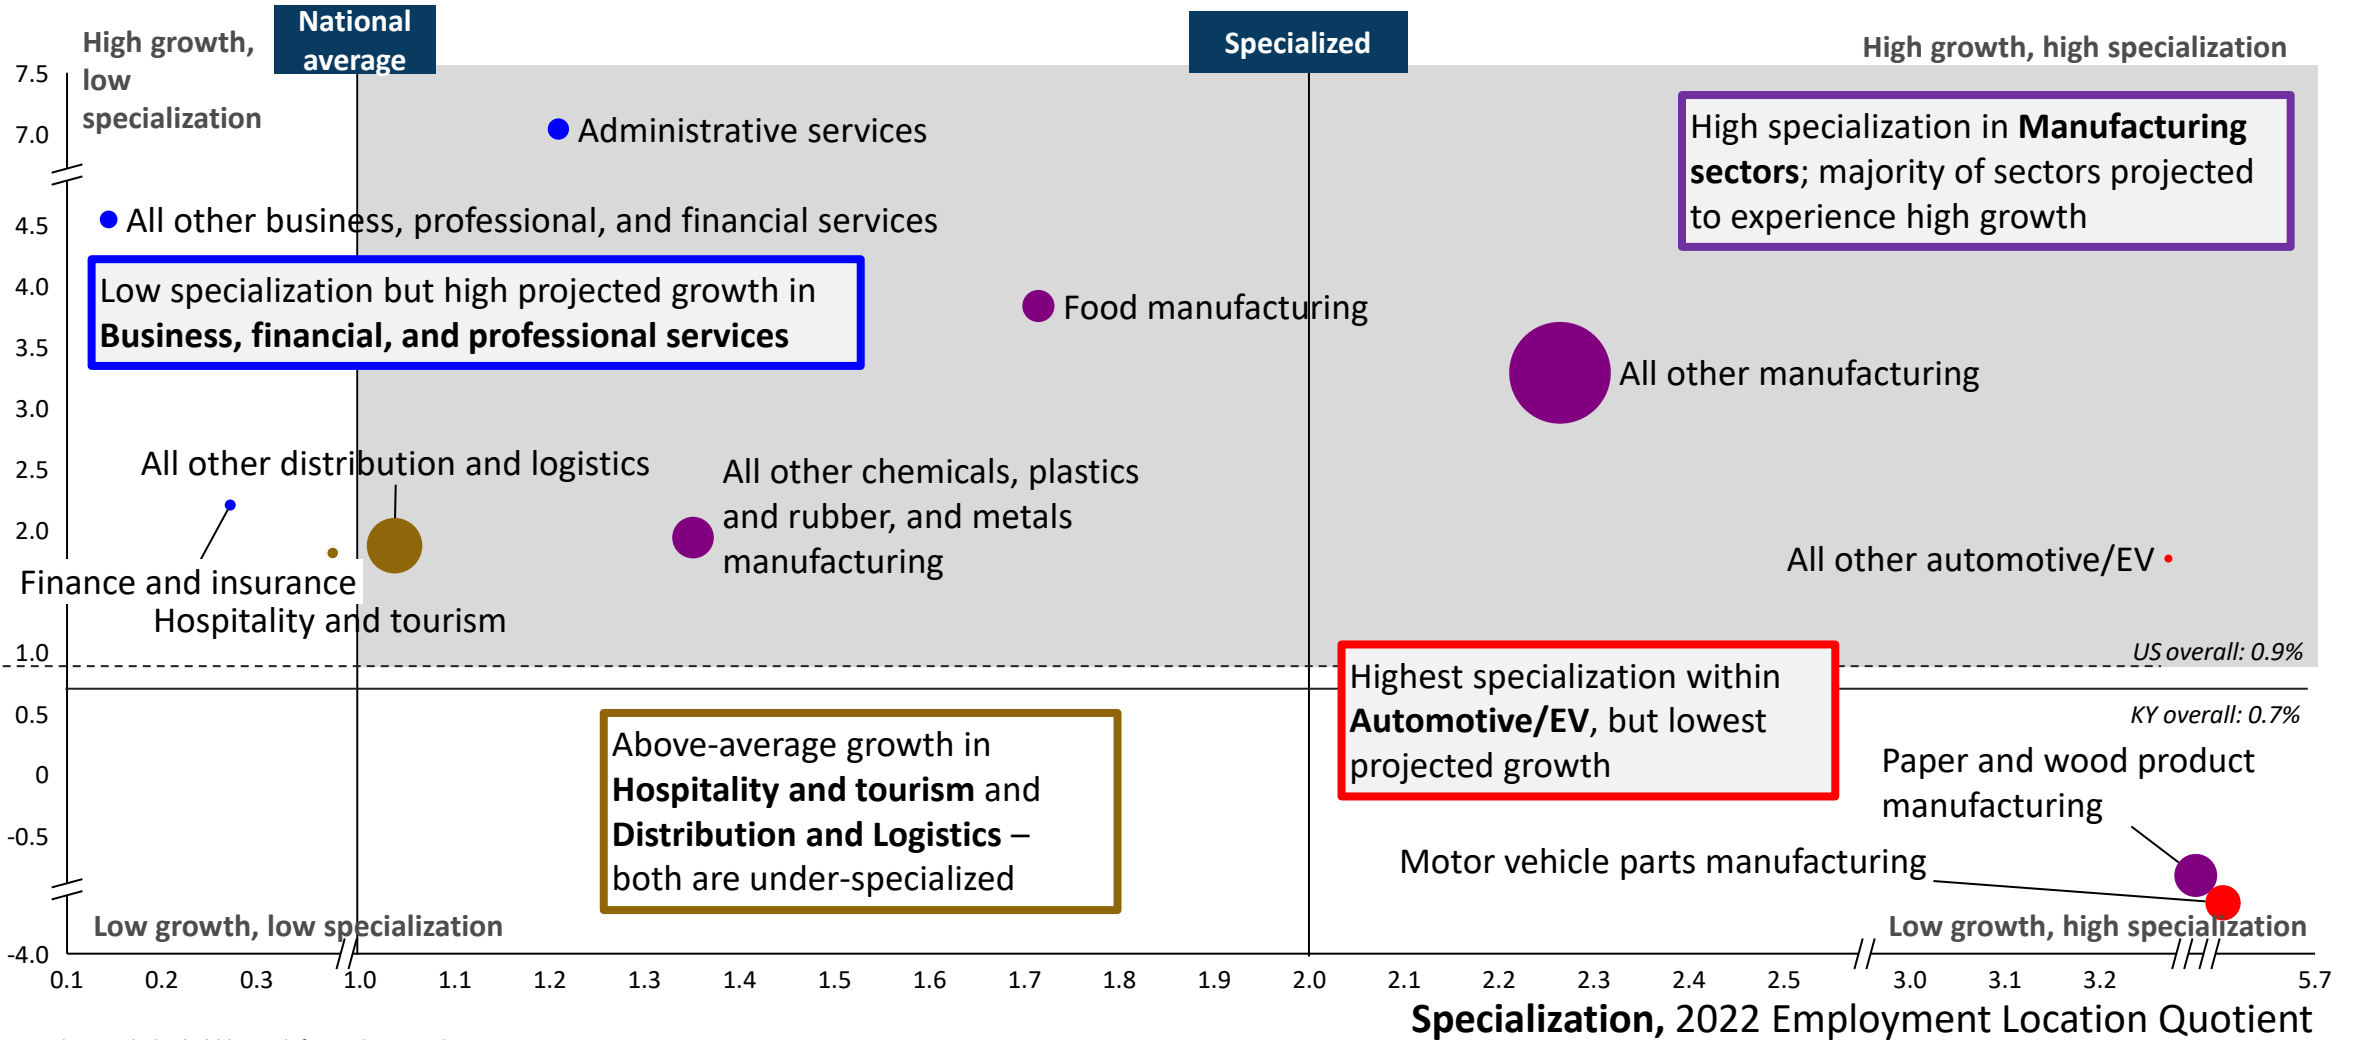 National
average
Specialized
High growth,
low
specialization
High growth, high specialization
7.5
7.0
4.5
4.0
3.5
3.0
2.5
2.0
1.0
0.5
0
-0.5
-4.0
Administrative services
High specialization in Manufacturing
sectors; majority of sectors projected
to experience high growth
All other business, professional, and financial services
Low specialization but high projected growth in
Business, financial, and professional services
Food manufacturing
All other manufacturing
All other distribution and logistics
All other chemicals, plastics
and rubber, and metals
manufacturing
All other automotive/EV
Finance and insurance
Hospitality and tourism
US overall: 0.9%
Highest specialization within
Automotive/EV, but lowest
projected growth
KY overall: 0.7%
Above-average growth in
Hospitality and tourism and
Distribution and Logistics –
both are under-specialized
Paper and wood product
manufacturing
Motor vehicle parts manufacturing
Low growth, low specialization
Low growth, high specialization
0.1 0.2 0.3 1.0 1.1 1.2 1.3 1.4 1.5 1.6 1.7 1.8 1.9 2.0 2.1 2.2 2.3 2.4 2.5 3.0 3.1 3.2 5.7
Specialization, 2022 Employment Location Quotient